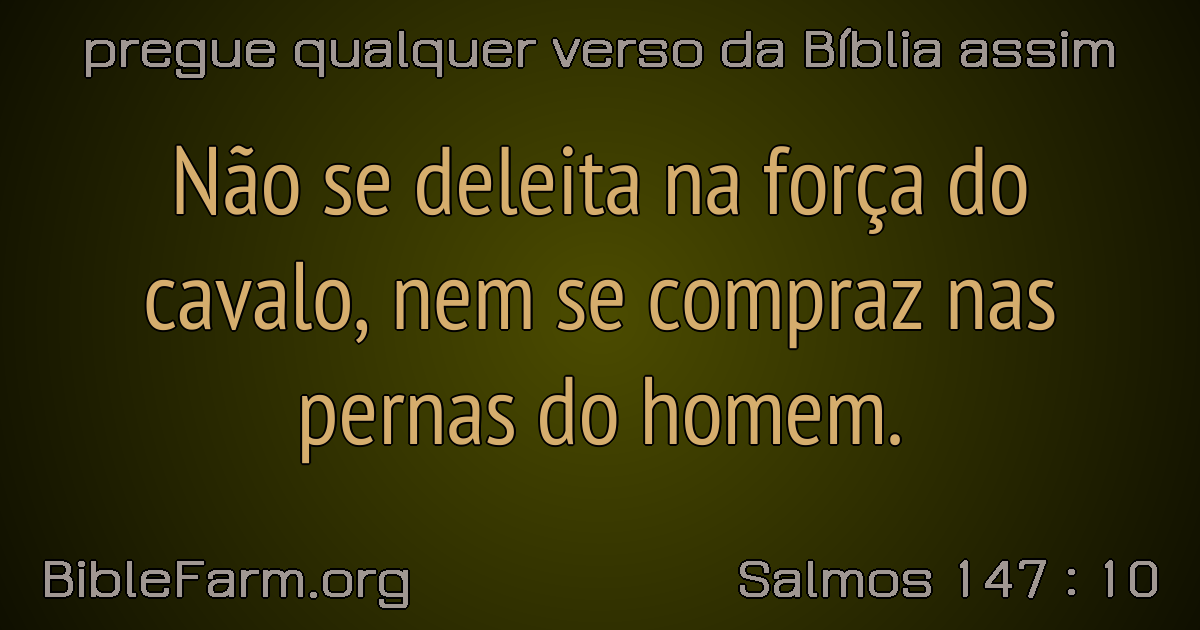 pregue qualquer verso da Bíblia assim
Não se deleita na força do
cavalo, nem se compraz nas
pernas do homem.
BibleFarm.org
Salmos 147 : 10